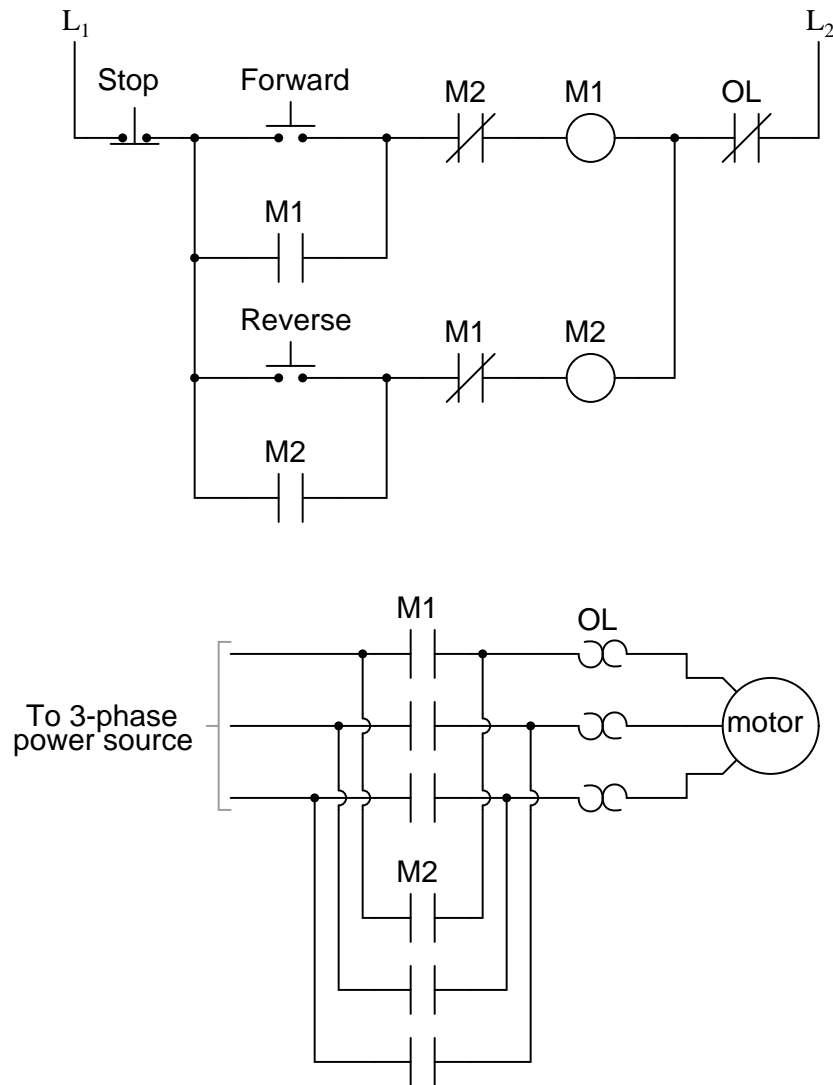 L1 L2
Stop Forward M2 M1 OL
M1
Reverse M1 M2
M2
M1 OL
To 3-phase
power source
motor
M2